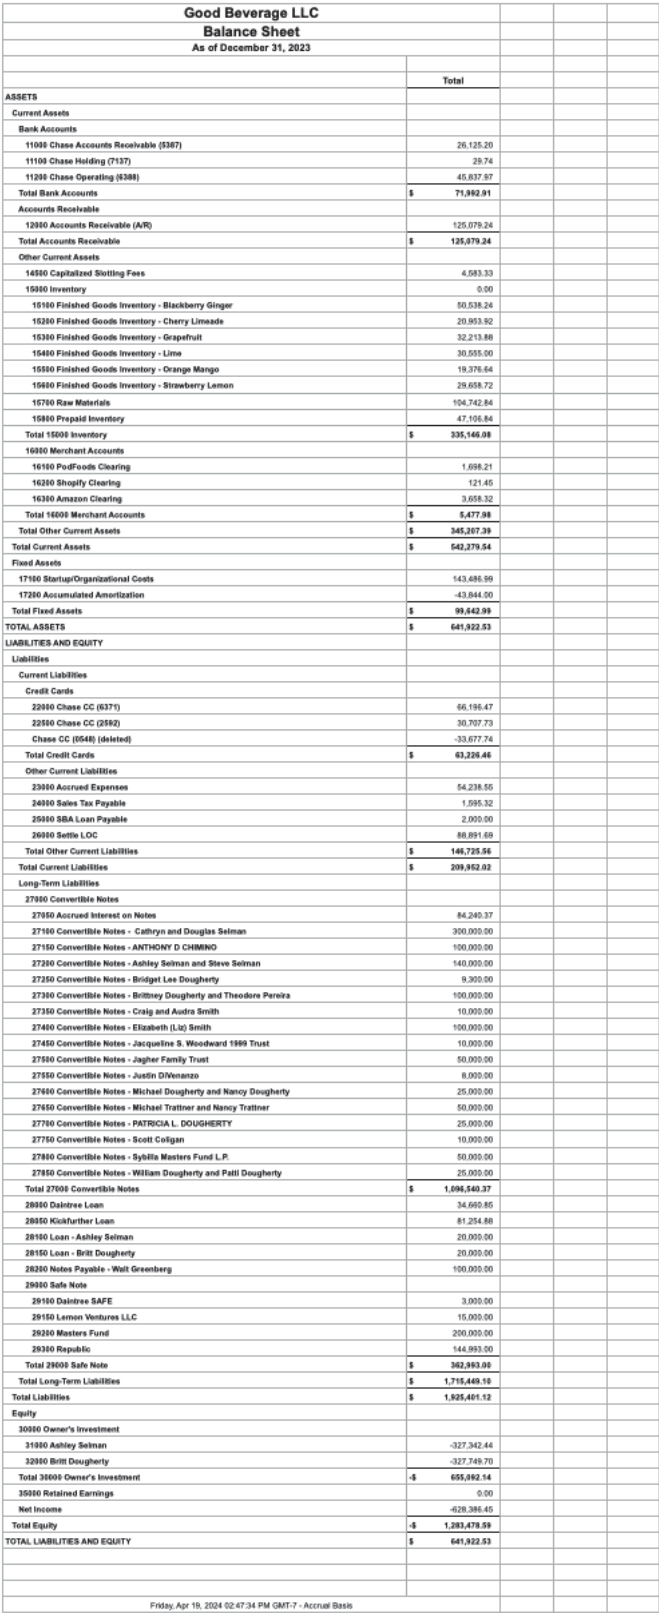 Good Beverage LLC
Balance Sheet
As of December 31, 2023
Total
ASSETS
Current Assets
Bank Accounts
11000 Chase Accounts Receivable (5387) 26,125.20
11100 Chase Holding (7137) 29.74
11200 Chase Operating (6388) 45,837.97
Total Bank Accounts $ 71,992.91
Accounts Receivable
12000 Accounts Receivable (A/R) 125,079.24
Total Accounts Receivable $ 125,079.24
Other Current Assets
14500 Capitalized Slotting Fees 4,583.33
15000 Inventory 0.00
15100 Finished Goods Inventory - Blackberry Ginger 50,538.24
15200 Finished Goods Inventory - Cherry Limeade 20,953.92
15300 Finished Goods Inventory - Grapefruit 32,213.88
15400 Finished Goods Inventory - Lime 30,555.00
15500 Finished Goods Inventory - Orange Mango 19,376.64
15600 Finished Goods Inventory - Strawberry Lemon 29,658.72
15700 Raw Materials 104,742.84
15800 Prepaid Inventory 47,106.84
Total 15000 Inventory $ 335,146.08
16000 Merchant Accounts
16100 PodFoods Clearing 1,698.21
16200 Shopify Clearing 121.45
16300 Amazon Clearing 3,658.32
Total 16000 Merchant Accounts $ 5,477.98
Total Other Current Assets $ 345,207.39
Total Current Assets $ 542,279.54
Fixed Assets
17100 Startup/Organizational Costs 143,486.99
17200 Accumulated Amortization -43,844.00
Total Fixed Assets $ 99,642.99
TOTAL ASSETS $ 641,922.53
LIABILITIES AND EQUITY
Liabilities
Current Liabilities
Credit Cards
22000 Chase CC (6371) 66,196.47
22500 Chase CC (2592) 30,707.73
Chase CC (0548) (deleted) -33,677.74
Total Credit Cards $ 63,226.46
Other Current Liabilities
23000 Accrued Expenses 54,238.55
24000 Sales Tax Payable 1,595.32
25000 SBA Loan Payable 2,000.00
26000 Settle LOC 88,891.69
Total Other Current Liabilities $ 146,725.56
Total Current Liabilities $ 209,952.02
Long-Term Liabilities
27000 Convertible Notes
27050 Accrued Interest on Notes 84,240.37
27100 Convertible Notes - Cathryn and Douglas Selman 300,000.00
27150 Convertible Notes - ANTHONY D CHIMINO 100,000.00
27200 Convertible Notes - Ashley Selman and Steve Selman 140,000.00
27250 Convertible Notes - Bridget Lee Dougherty 9,300.00
27300 Convertible Notes - Brittney Dougherty and Theodore Pereira 100,000.00
27350 Convertible Notes - Craig and Audra Smith 10,000.00
27400 Convertible Notes - Elizabeth (Liz) Smith 100,000.00
27450 Convertible Notes - Jacqueline S. Woodward 1999 Trust 10,000.00
27500 Convertible Notes - Jagher Family Trust 50,000.00
27550 Convertible Notes - Justin DiVenanzo 8,000.00
27600 Convertible Notes - Michael Dougherty and Nancy Dougherty 25,000.00
27650 Convertible Notes - Michael Trattner and Nancy Trattner 50,000.00
27700 Convertible Notes - PATRICIA L. DOUGHERTY 25,000.00
27750 Convertible Notes - Scott Coligan 10,000.00
27800 Convertible Notes - Sybilla Masters Fund L.P. 50,000.00
27850 Convertible Notes - William Dougherty and Patti Dougherty 25,000.00
Total 27000 Convertible Notes $ 1,096,540.37
28000 Daintree Loan 34,660.85
28050 Kickfurther Loan 81,254.88
28100 Loan - Ashley Selman 20,000.00
28150 Loan - Britt Dougherty 20,000.00
28200 Notes Payable - Walt Greenberg 100,000.00
29000 Safe Note
29100 Daintree SAFE 3,000.00
29150 Lemon Ventures LLC 15,000.00
29200 Masters Fund 200,000.00
29300 Republic 144,993.00
Total 29000 Safe Note $ 362,993.00
Total Long-Term Liabilities $ 1,715,449.10
Total Liabilities $ 1,925,401.12
Equity
30000 Owner's Investment
31000 Ashley Selman -327,342.44
32000 Britt Dougherty -327,749.70
Total 30000 Owner's Investment -$ 655,092.14
35000 Retained Earnings 0.00
Net Income -628,386.45
Total Equity -$ 1,283,478.59
TOTAL LIABILITIES AND EQUITY $ 641,922.53
Friday, Apr 19, 2024 02:47:34 PM GMT-7 - Accrual Basis